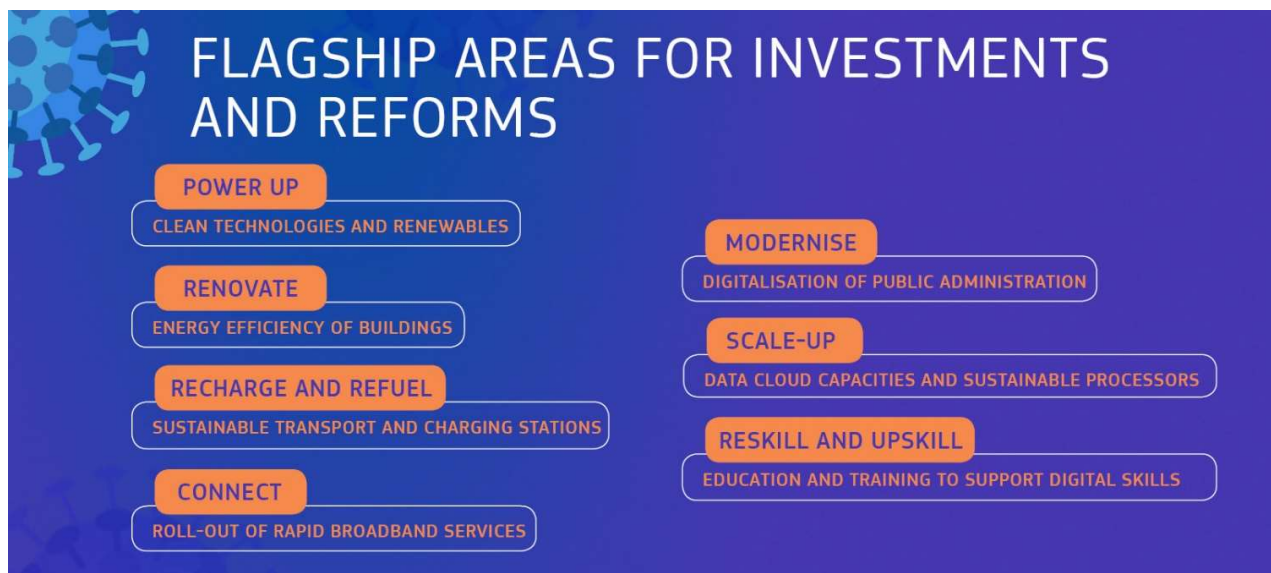 FLAGSHIP AREAS FOR INVESTMENTS
AND REFORMS
POWER UP
CLEAN TECHNOLOGIES AND RENEWABLES
RENOVATE
ENERGY EFFICIENCY OF BUILDINGS
RECHARGE AND REFUEL
SUSTAINABLE TRANSPORT AND CHARGING STATIONS
CONNECT
ROLL-OUT OF RAPID BROADBAND SERVICES
MODERNISE
DIGITALISATION OF PUBLIC ADMINISTRATION
SCALE-UP
DATA CLOUD CAPACITIES AND SUSTAINABLE PROCESSORS
RESKILL AND UPSKILL
EDUCATION AND TRAINING TO SUPPORT DIGITAL SKILLS